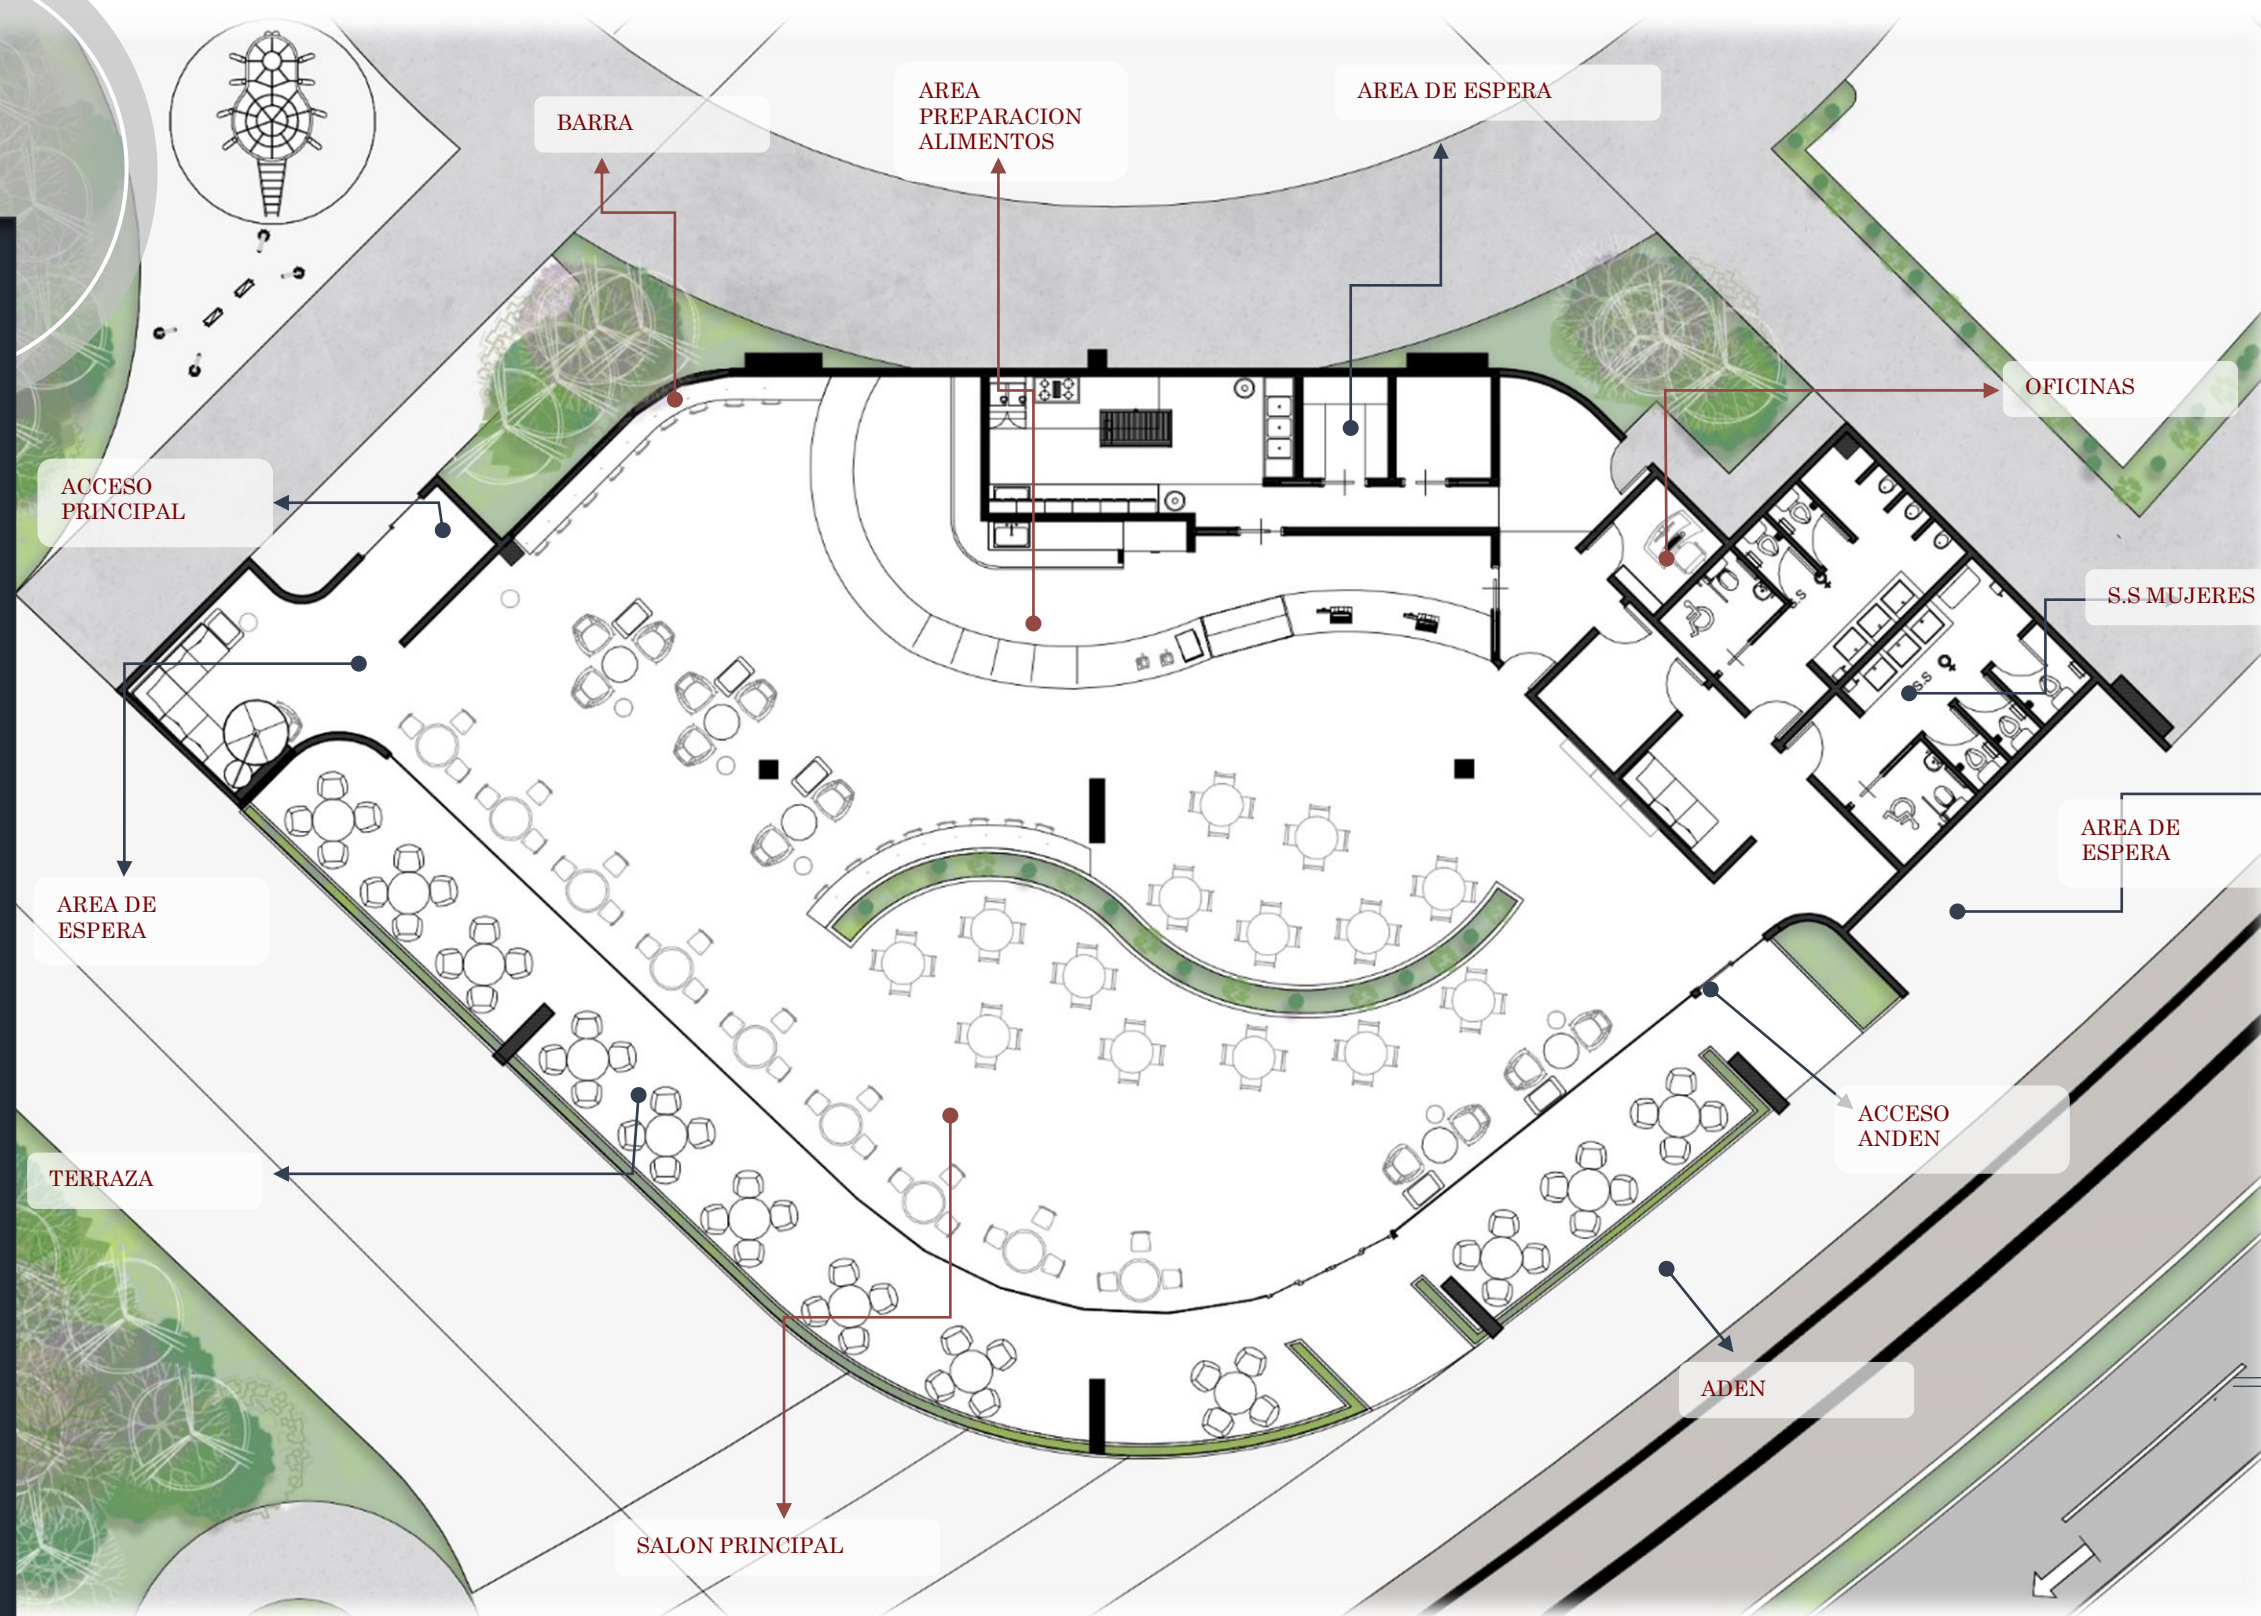 AREA
PREPARACION
ALIMENTOS
AREA DE ESPERA
BARRA
OFICINAS
ACCESO
PRINCIPAL
S.S MUJERES
S.S
S.S
AREA DE
ESPERA
AREA DE
ESPERA
ACCESO
ANDEN
TERRAZA
ADEN
SALON PRINCIPAL